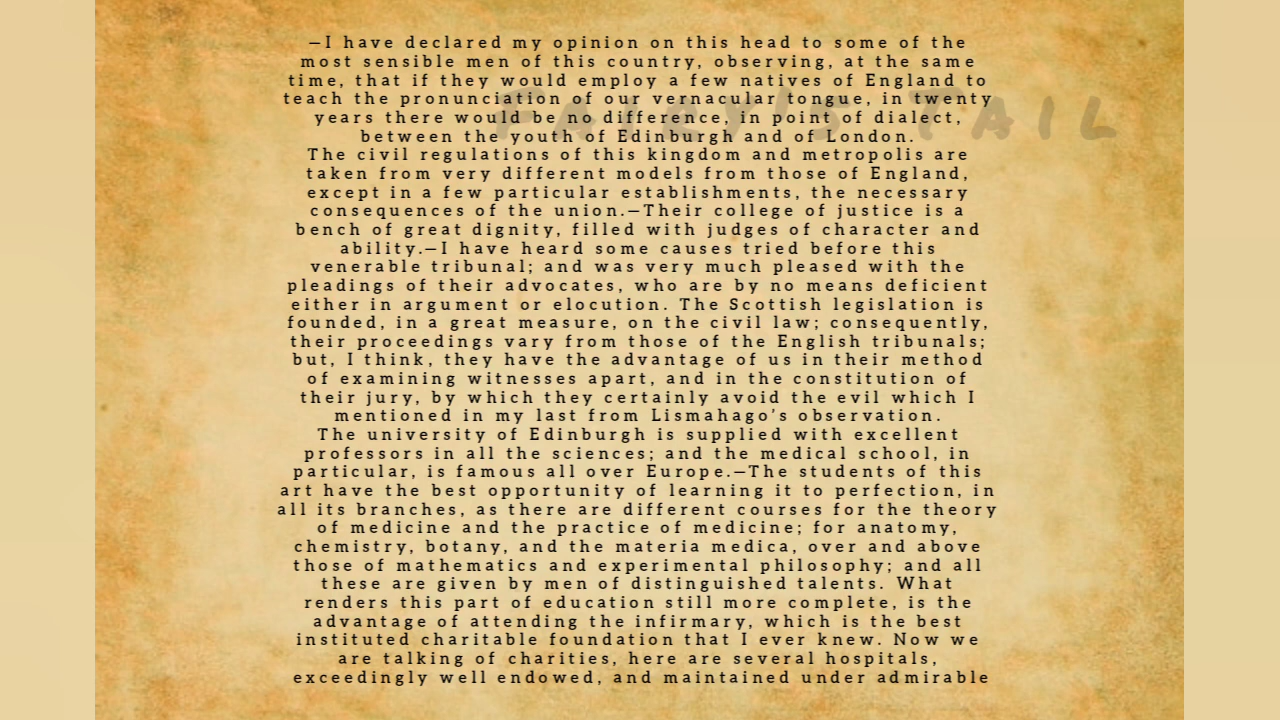 —I have declared my opinion on this head to some of the
most sensible men of this country, observing, at the same
time, that if they would employ a few natives of England to
teach the pronunciation of our vernacular tongue, in twenty
years there would be no difference, in point of dialect,
between the youth of Edinburgh and of London.
The civil regulations of this kingdom and metropolis are
taken from very different models from those of England,
except in a few particular establishments, the necessary
consequences of the union.—Their college of justice is a
bench of great dignity, filled with judges of character and
ability.—I have heard some causes tried before this
venerable tribunal; and was very much pleased with the
pleadings of their advocates, who are by no means deficient
either in argument or elocution. The Scottish legislation is
founded, in a great measure, on the civil law; consequently,
their proceedings vary from those of the English tribunals;
but, I think, they have the advantage of us in their method
of examining witnesses apart, and in the constitution of
their jury, by which they certainly avoid the evil which I
mentioned in my last from Lismahago's observation.
The university of Edinburgh is supplied with excellent
professors in all the sciences; and the medical school, in
particular, is famous all over Europe.—The students of this
art have the best opportunity of learning it to perfection, in
all its branches, as there are different courses for the theory
of medicine and the practice of medicine; for anatomy,
chemistry, botany, and the materia medica, over and above
those of mathematics and experimental philosophy; and all
these are given by men of distinguished talents. What
renders this part of education still more complete, is the
advantage of attending the infirmary, which is the best
instituted charitable foundation that I ever knew. Now we
are talking of charities, here are several hospitals,
exceedingly well endowed, and maintained under admirable
TAIL